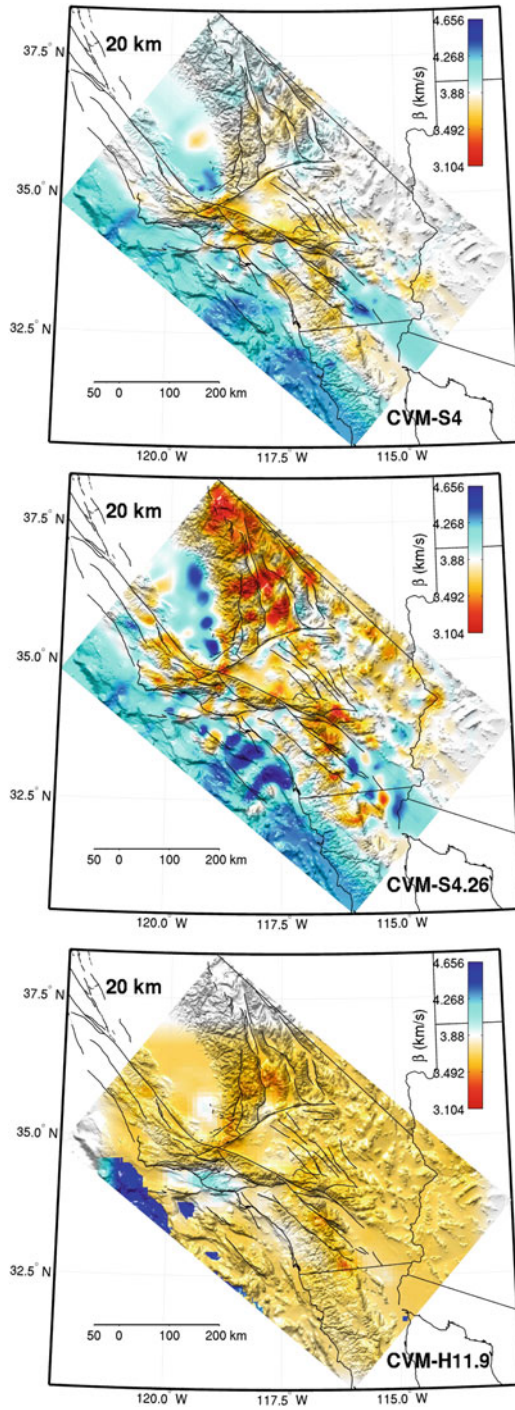 37.5° N
20 km
4.656
4.268
3.88
3.492
3.104
β (km/s)
35.0° N
32.5° N
50 0 100 200 km
CVM-S4
120.0° W 117.5° W 115.0° W
37.5° N
20 km
4.656
4.268
3.88
3.492
3.104
β (km/s)
35.0° N
32.5° N
50 0 100 200 km
CVM-S4.26
120.0° W 117.5° W 115.0° W
37.5° N
20 km
4.656
4.268
3.88
3.492
3.104
β (km/s)
35.0° N
32.5° N
50 0 100 200 km
CVM-H11.9
120.0° W 117.5° W 115.0° W